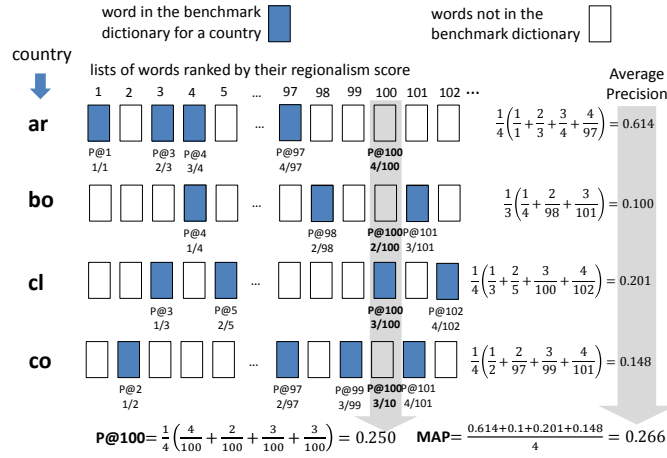 word in the benchmark dictionary for a country
words not in the benchmark dictionary
country
lists of words ranked by their regionalism score
Average Precision
1 2 3 4 5 ... 97 98 99 100 101 102 ...
ar ... 1/4(1/1+2/3+3/4+4/97)=0.614
P@1 P@3 P@4 P@97 P@100
1/1 2/3 3/4 4/97 4/100
bo ... 1/3(1/4+2/98+3/101)=0.100
P@4 P@98 P@100 P@101
1/4 2/98 2/100 3/101
cl ... 1/4(1/3+2/5+3/100+4/102)=0.201
P@3 P@5 P@100 P@102
1/3 2/5 3/100 4/102
co ... 1/4(1/2+2/97+3/99+4/101)=0.148
P@2 P@97 P@99 P@100 P@101
1/2 2/97 3/99 3/10 4/101
P@100=1/4(4/100+2/100+3/100+3/100)=0.250 MAP=0.614+0.1+0.201+0.148/4=0.266